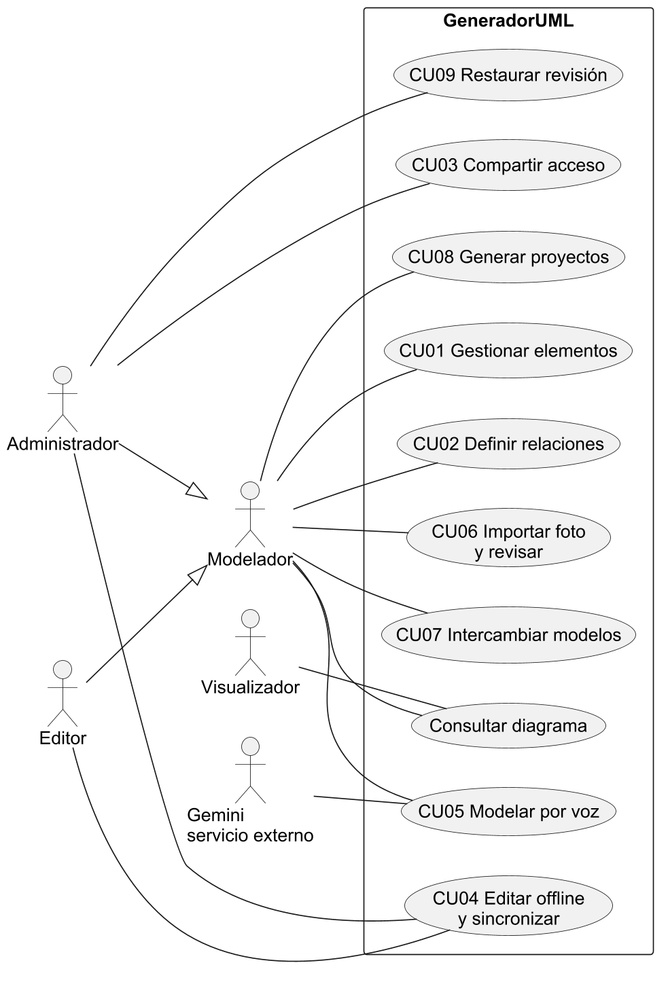 GeneradorUML
CU09 Restaurar revisión
CU03 Compartir acceso
CU08 Generar proyectos
CU01 Gestionar elementos
Administrador
CU02 Definir relaciones
CU06 Importar foto
y revisar
Modelador
CU07 Intercambiar modelos
Visualizador
Consultar diagrama
Editor
Gemini
servicio externo
CU05 Modelar por voz
CU04 Editar offline
y sincronizar